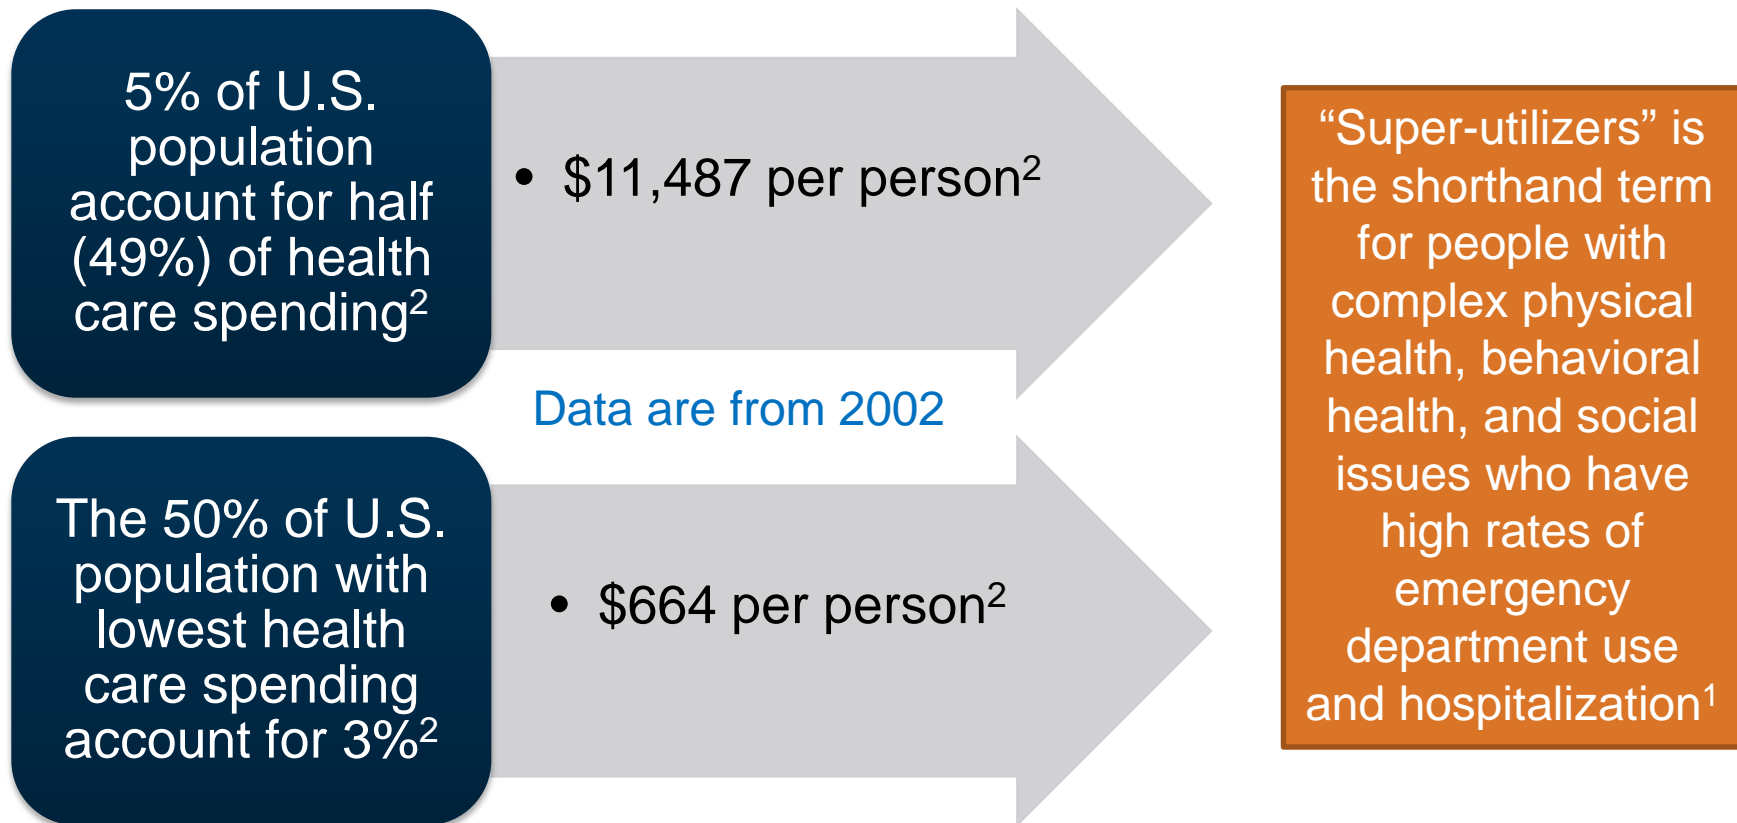 5% of U.S.
population
account for half
(49%) of health
care spending²
• $11,487 per person²
Data are from 2002
The 50% of U.S.
population with
lowest health
care spending
account for 3%²
• $664 per person²
“Super-utilizers” is
the shorthand term
for people with
complex physical
health, behavioral
health, and social
issues who have
high rates of
emergency
department use
and hospitalization¹